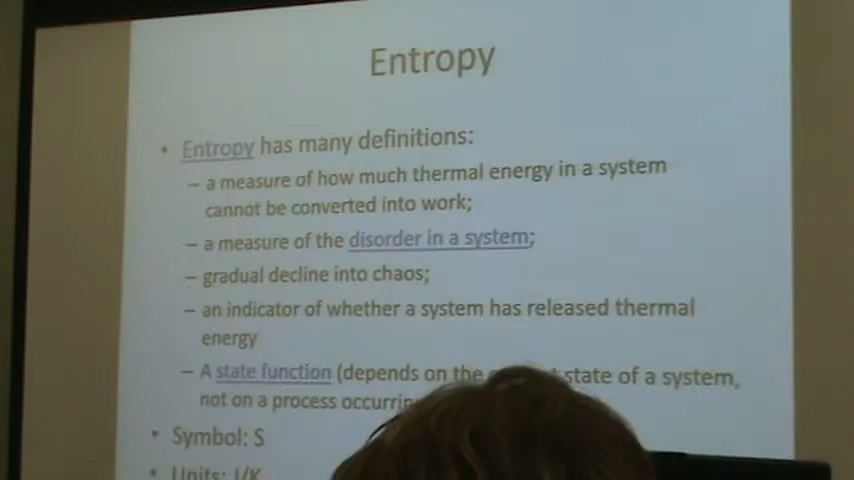 Entropy
• Entropy has many definitions:
– a measure of how much thermal energy in a system
cannot be converted into work;
– a measure of the disorder in a system;
– gradual decline into chaos;
– an indicator of whether a system has released thermal
energy
– A state function (depends on the state of a system,
not on a process
• Symbol: S
• Units: J/K